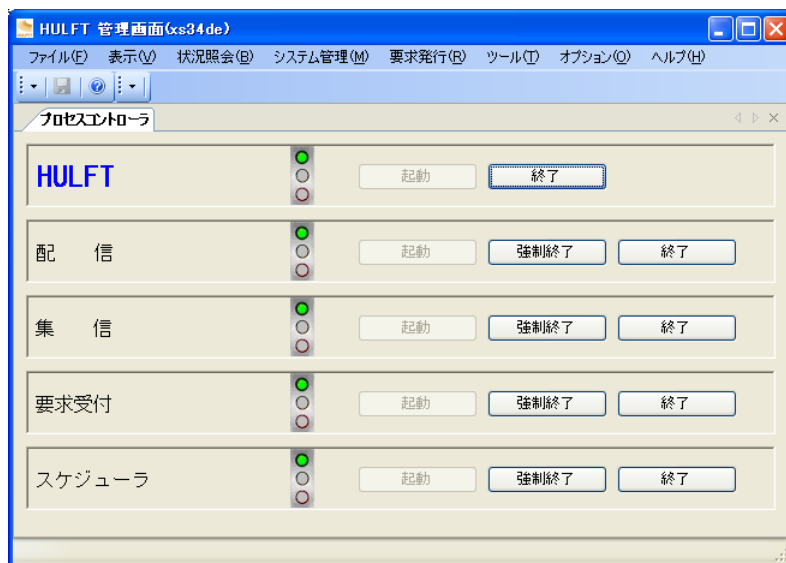 HULFT 管理画面(xs34de)
ファイル(F) 表示(V) 状況照会(B) システム管理(M) 要求発行(R) ツール(T) オプション(O) ヘルプ(H)
プロセスコントローラ
HULFT 起動 終了
配　信 起動 強制終了 終了
集　信 起動 強制終了 終了
要求受付 起動 強制終了 終了
スケジューラ 起動 強制終了 終了